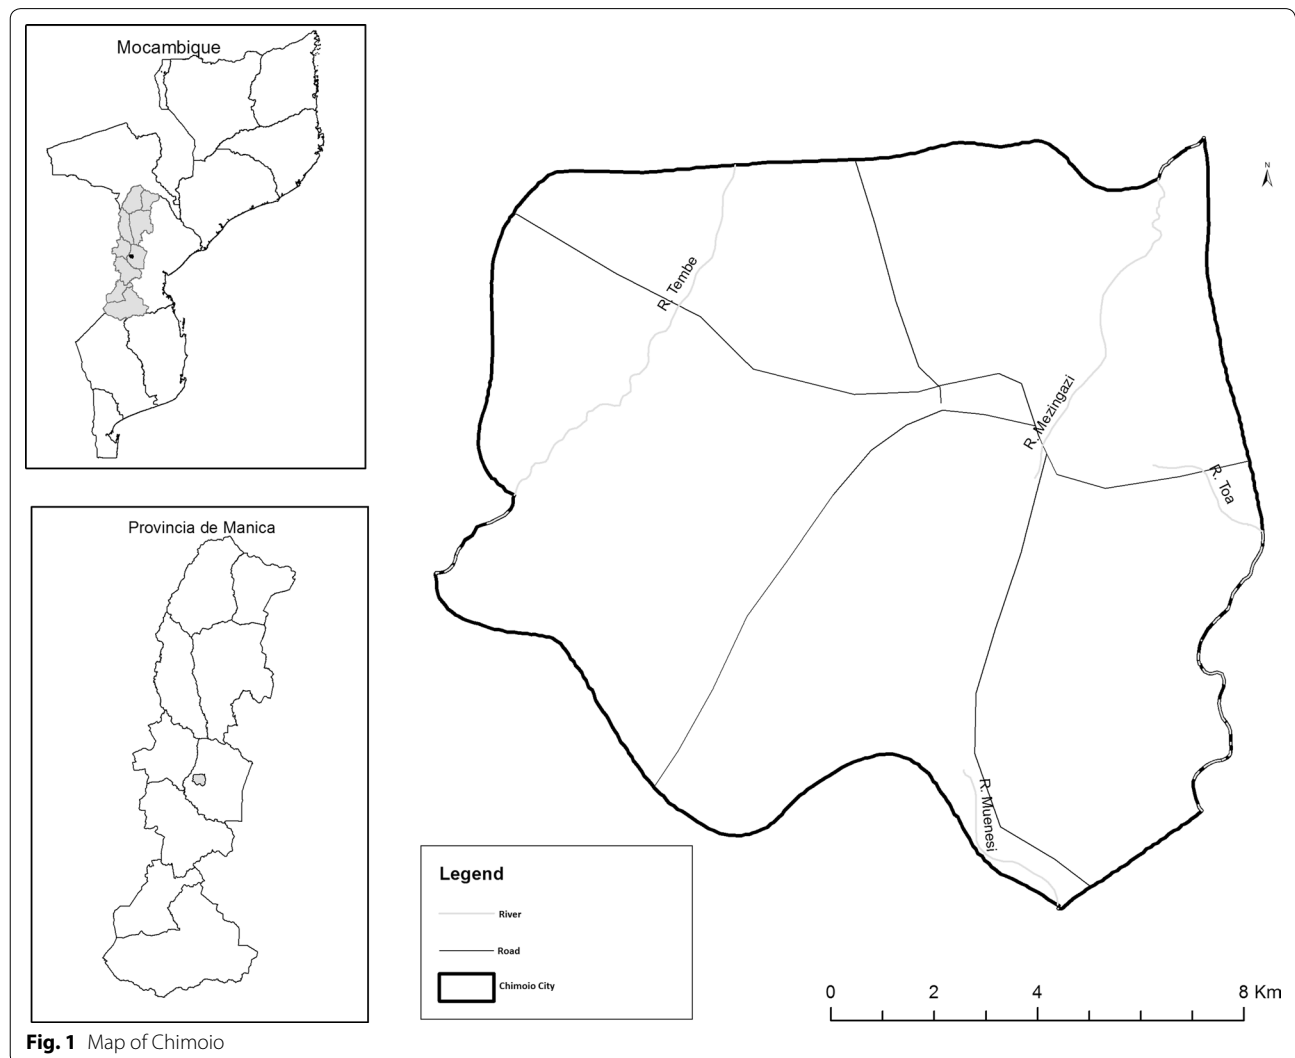 Mocambique
Provincia de Manica
N
R. Tembe
R. Mezingazi
R. Toa
R. Muenesi
Legend
River
Road
Chimoio City
0 2 4 8 Km
Fig. 1 Map of Chimoio